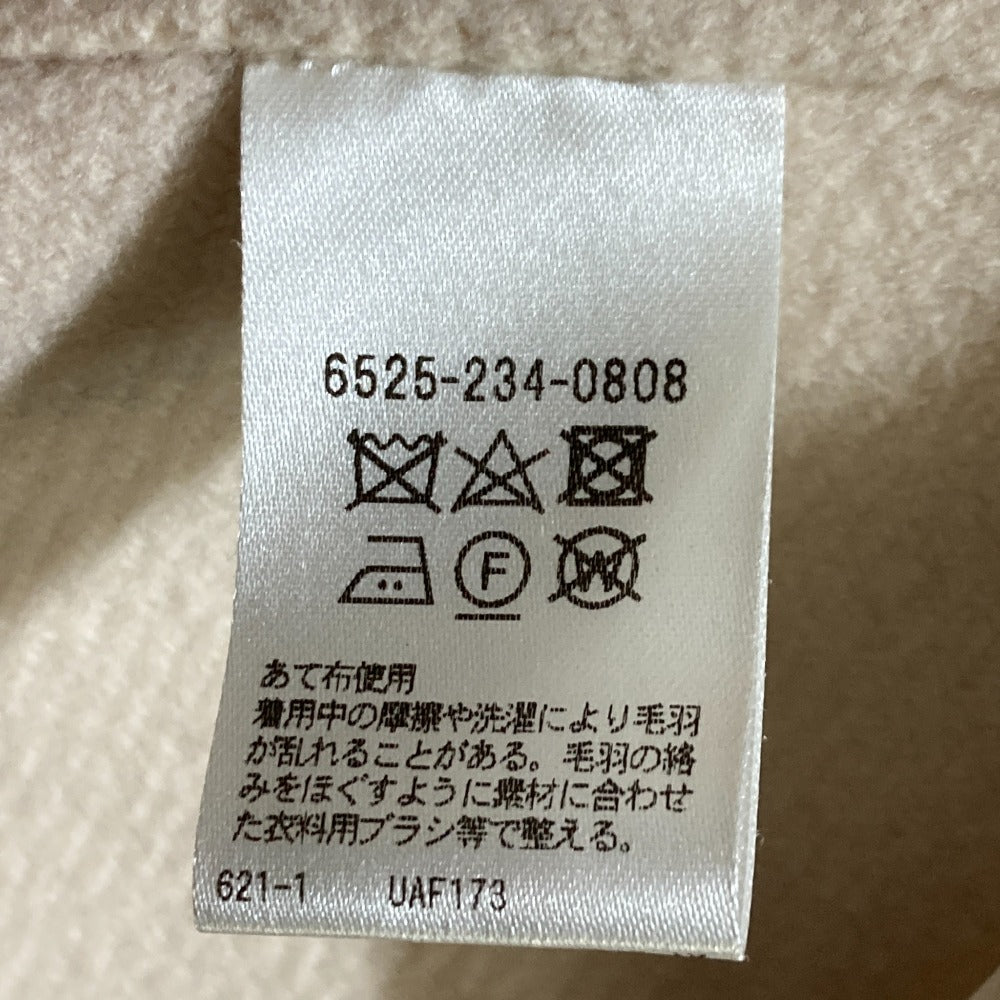 6525-234-0808
F
W
あて布使用
着用中の摩擦や洗濯により毛羽
が乱れることがある。毛羽の絡
みをほぐすように素材に合わせ
た衣料用ブラシ等で整える。
621-1 UAF173